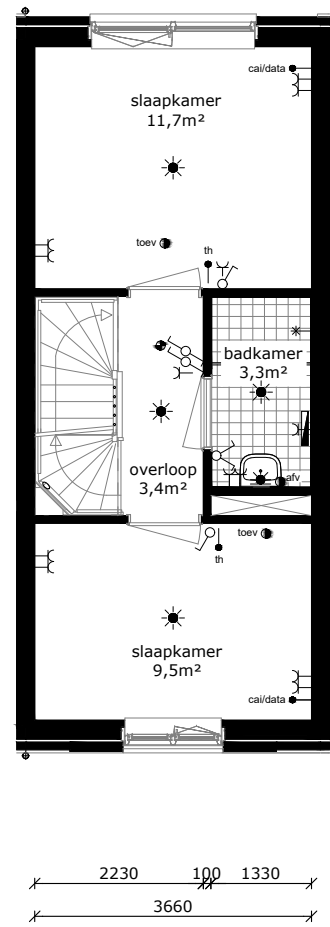 cai/data
slaapkamer
11,7m²
toev
th
badkamer
3,3m²
overloop
3,4m²
afv
toev
th
slaapkamer
9,5m²
cai/data
2230 100 1330
3660